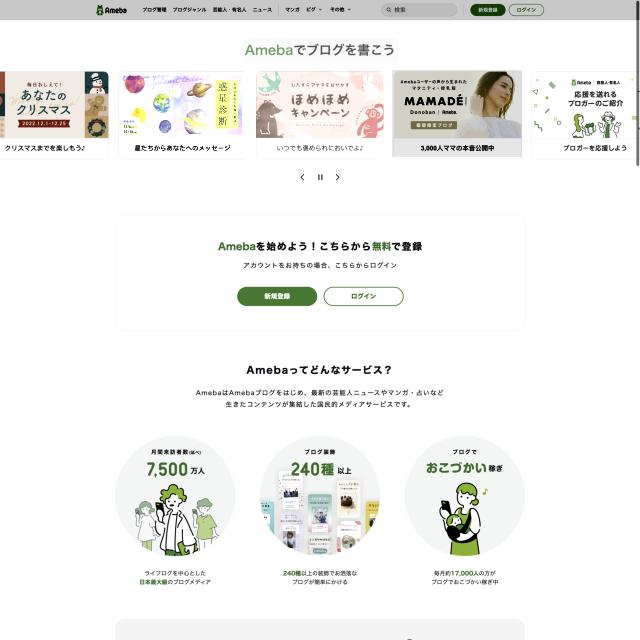 Ameba
ブログ管理 ブログジャンル 芸能人・有名人 ニュース マンガ ピグ その他 検索 新規登録 ログイン
Amebaでブログを書こう
毎日おしえて!
あなたの
クリスマス
2022.12.1-12.25
クリスマスまでを楽しもう♪
惑星診断
星たちからあなたへのメッセージ
ほめほめ
キャンペーン
いつでも褒められにおいでよ♪
Amebaユーザーの声から生まれた
マタニティ・授乳服
MAMADÉ
Donoban | Ameba
3,000人ママの本音公開中
Ameba 芸能人・有名人
応援を送れる
ブロガーのご紹介
ブロガーを応援しよう
Amebaを始めよう！こちらから無料で登録
アカウントをお持ちの場合、こちらからログイン
新規登録 ログイン
Amebaってどんなサービス？
AmebaはAmebaブログをはじめ、最新の芸能人ニュースやマンガ・占いなど
生きたコンテンツが集結した国民的メディアサービスです。
月間来訪者数(延べ)
7,500万人
ライフログを中心とした
日本最大級のブログメディア
ブログ装飾
240種以上
240種以上の装飾でお洒落な
ブログが簡単にかける
ブログで
おこづかい稼ぎ
毎月約17,000人の方が
ブログでおこづかい稼ぎ中